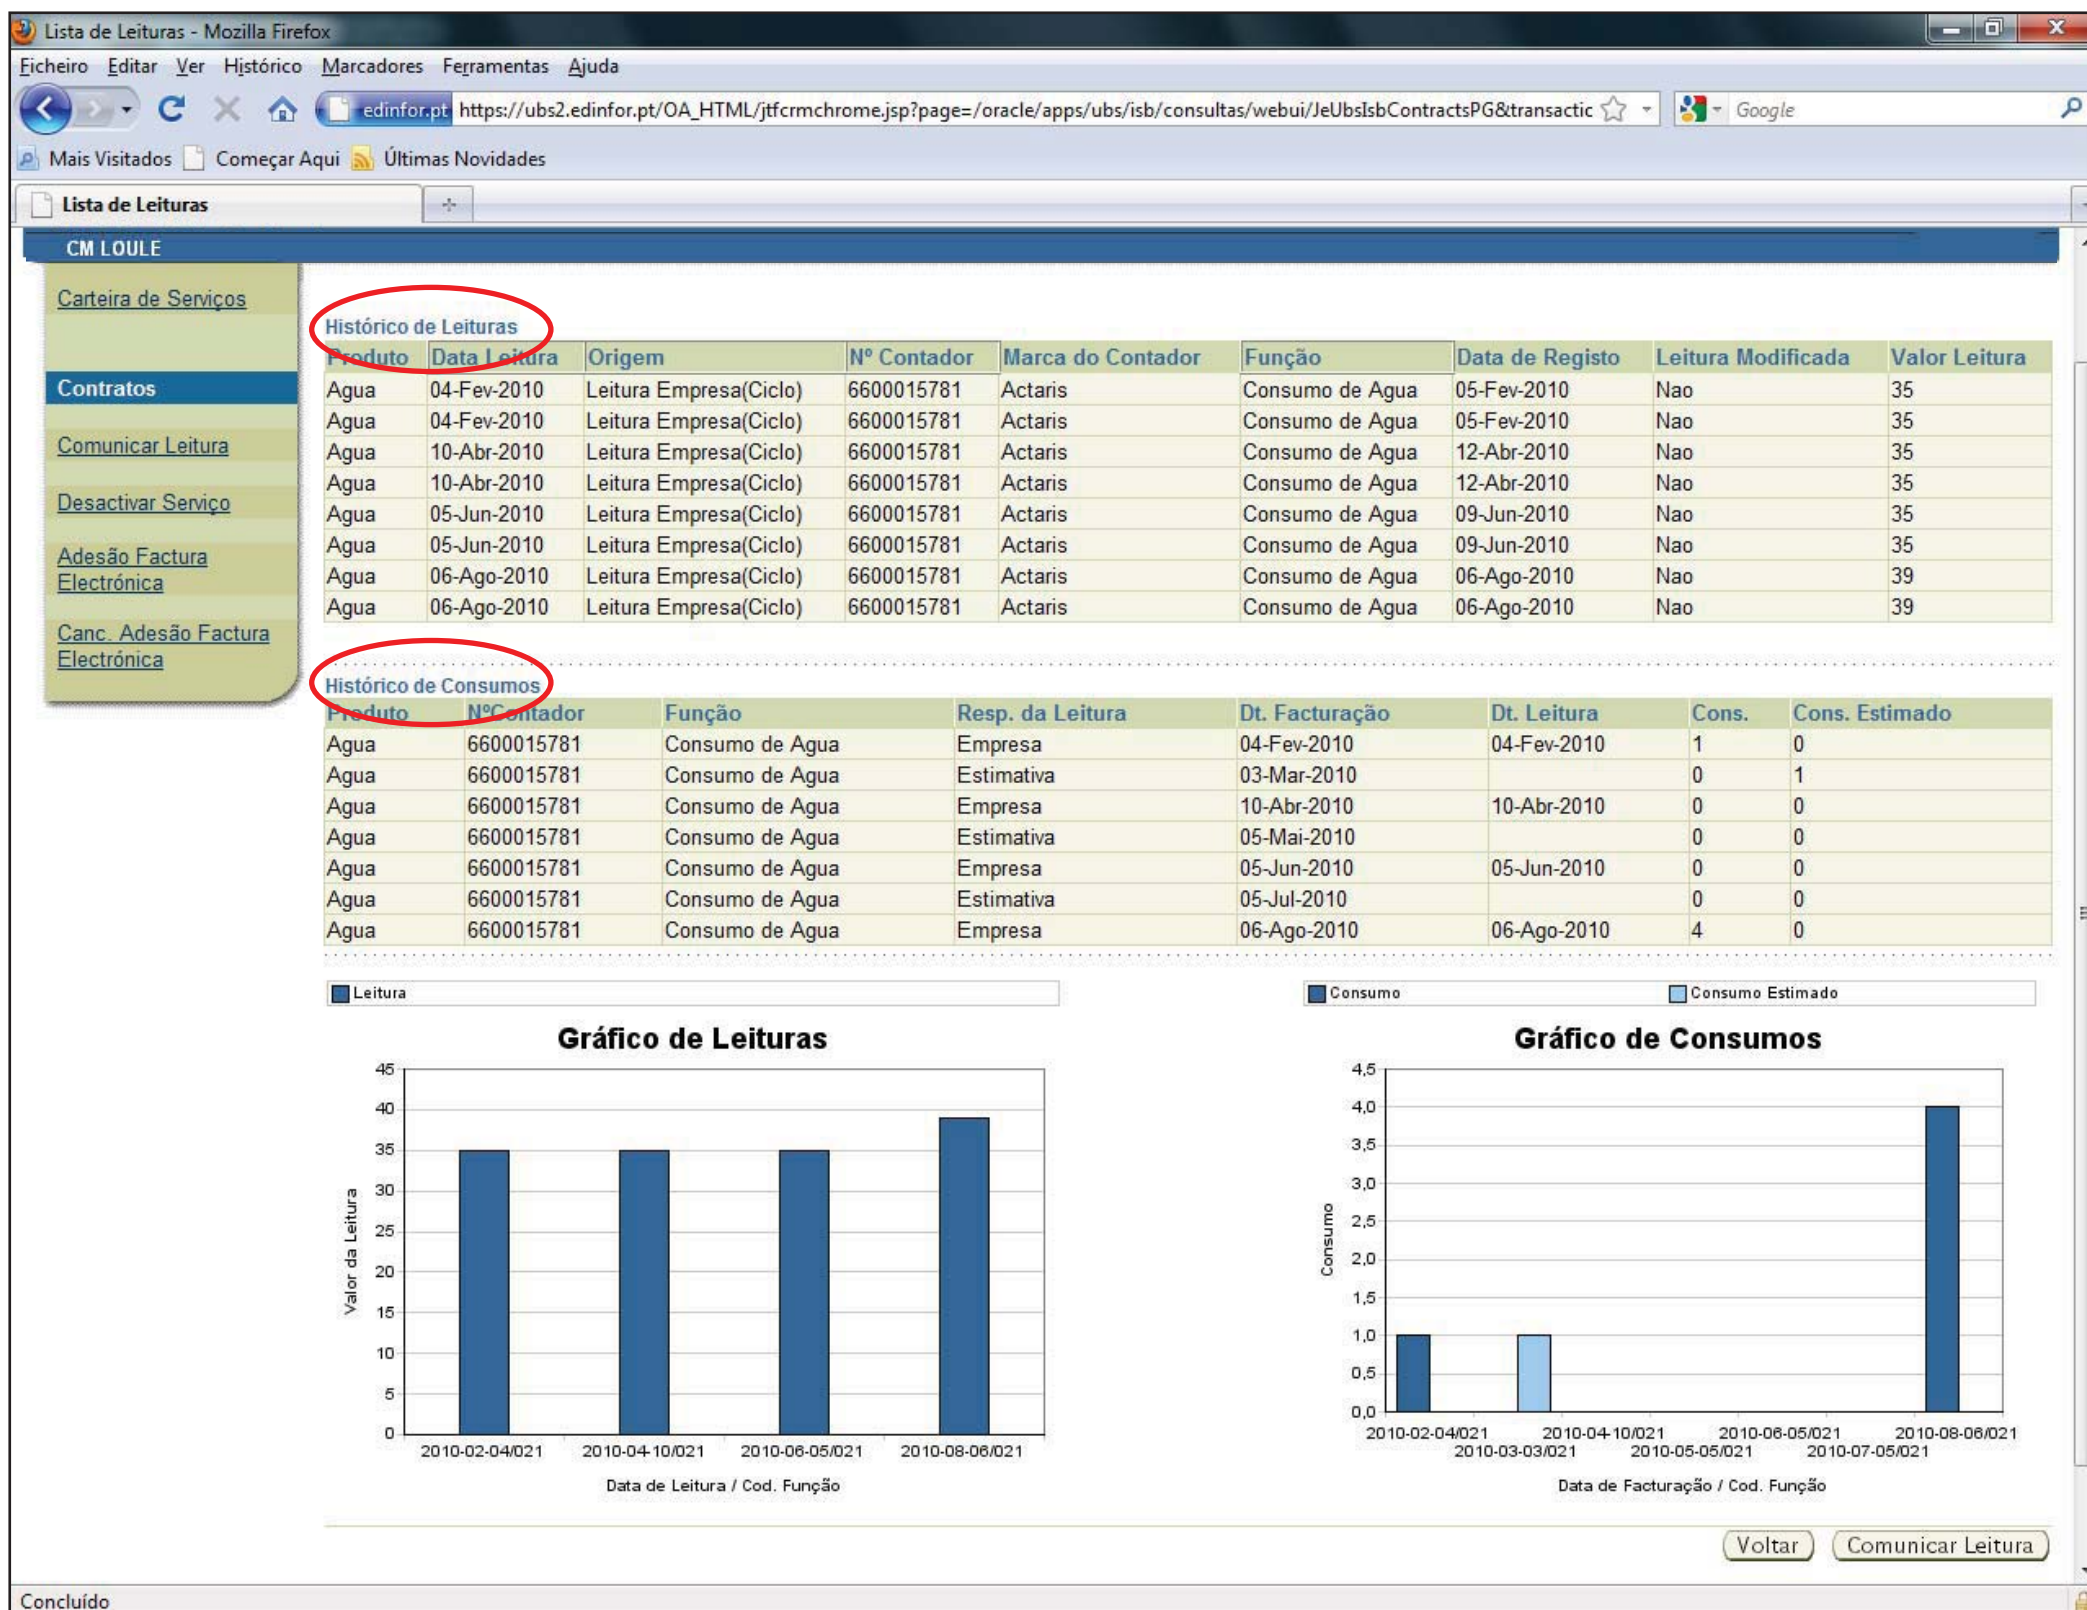 Lista de Leituras - Mozilla Firefox
Ficheiro Editar Ver Histórico Marcadores Ferramentas Ajuda
edinfor.pt https://ubs2.edinfor.pt/OA_HTML/jtfcrmchrome.jsp?page=/oracle/apps/ubs/isb/consultas/webui/JeUbsIsbContractsPG&transactic Google
Mais Visitados Começar Aqui Últimas Novidades
Lista de Leituras
CM LOULE
Carteira de Serviços
Contratos
Comunicar Leitura
Desactivar Serviço
Adesão Factura
Electrónica
Canc. Adesão Factura
Electrónica
Histórico de Leituras
Produto Data Leitura Origem Nº Contador Marca do Contador Função Data de Registo Leitura Modificada Valor Leitura
Agua 04-Fev-2010 Leitura Empresa(Ciclo) 6600015781 Actaris Consumo de Agua 05-Fev-2010 Nao 35
Agua 04-Fev-2010 Leitura Empresa(Ciclo) 6600015781 Actaris Consumo de Agua 05-Fev-2010 Nao 35
Agua 10-Abr-2010 Leitura Empresa(Ciclo) 6600015781 Actaris Consumo de Agua 12-Abr-2010 Nao 35
Agua 10-Abr-2010 Leitura Empresa(Ciclo) 6600015781 Actaris Consumo de Agua 12-Abr-2010 Nao 35
Agua 05-Jun-2010 Leitura Empresa(Ciclo) 6600015781 Actaris Consumo de Agua 09-Jun-2010 Nao 35
Agua 05-Jun-2010 Leitura Empresa(Ciclo) 6600015781 Actaris Consumo de Agua 09-Jun-2010 Nao 35
Agua 06-Ago-2010 Leitura Empresa(Ciclo) 6600015781 Actaris Consumo de Agua 06-Ago-2010 Nao 39
Agua 06-Ago-2010 Leitura Empresa(Ciclo) 6600015781 Actaris Consumo de Agua 06-Ago-2010 Nao 39
Histórico de Consumos
Produto NºContador Função Resp. da Leitura Dt. Facturação Dt. Leitura Cons. Cons. Estimado
Agua 6600015781 Consumo de Agua Empresa 04-Fev-2010 04-Fev-2010 1 0
Agua 6600015781 Consumo de Agua Estimativa 03-Mar-2010 0 1
Agua 6600015781 Consumo de Agua Empresa 10-Abr-2010 10-Abr-2010 0 0
Agua 6600015781 Consumo de Agua Estimativa 05-Mai-2010 0 0
Agua 6600015781 Consumo de Agua Empresa 05-Jun-2010 05-Jun-2010 0 0
Agua 6600015781 Consumo de Agua Estimativa 05-Jul-2010 0 0
Agua 6600015781 Consumo de Agua Empresa 06-Ago-2010 06-Ago-2010 4 0
Leitura
Gráfico de Leituras
45
40
35
30
25
20
15
10
5
0
Valor da Leitura
2010-02-04/021 2010-04-10/021 2010-06-05/021 2010-08-06/021
Data de Leitura / Cod. Função
Consumo Consumo Estimado
Gráfico de Consumos
4,5
4,0
3,5
3,0
2,5
2,0
1,5
1,0
0,5
0,0
Consumo
2010-02-04/021 2010-04-10/021 2010-06-05/021 2010-08-06/021
2010-03-03/021 2010-05-05/021 2010-07-05/021
Data de Facturação / Cod. Função
Voltar Comunicar Leitura
Concluído